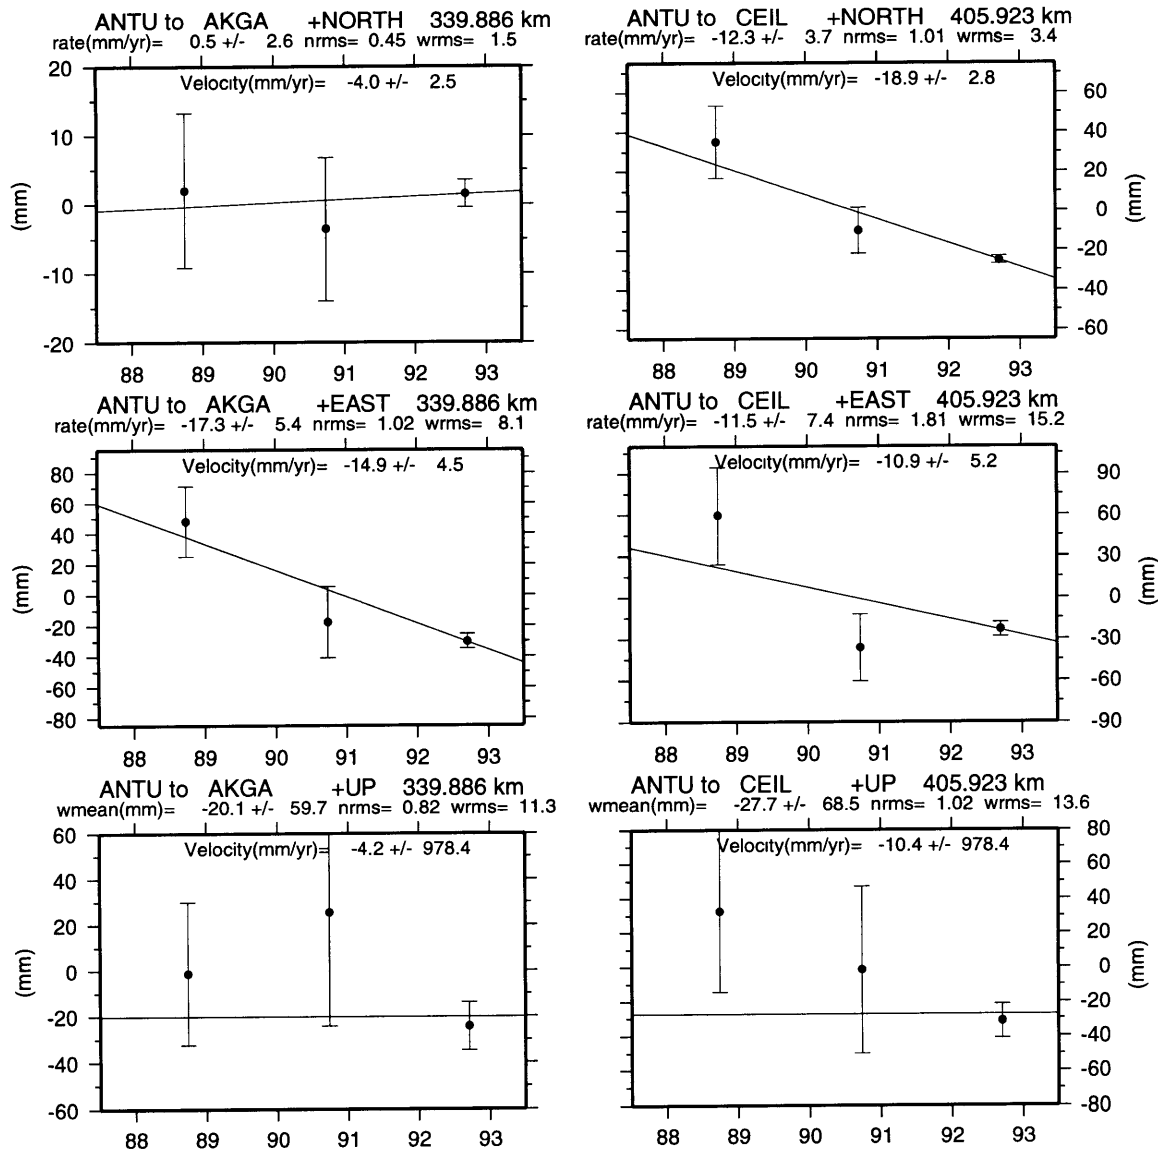 ANTU to AKGA +NORTH 339.886 km
rate(mm/yr)= 0.5 +/- 2.6 nrms= 0.45 wrms= 1.5
Velocity(mm/yr)= -4.0 +/- 2.5
20
10
0
-10
-20
(mm)
88 89 90 91 92 93
ANTU to CEIL +NORTH 405.923 km
rate(mm/yr)= -12.3 +/- 3.7 nrms= 1.01 wrms= 3.4
Velocity(mm/yr)= -18.9 +/- 2.8
60
40
20
0
-20
-40
-60
(mm)
88 89 90 91 92 93
ANTU to AKGA +EAST 339.886 km
rate(mm/yr)= -17.3 +/- 5.4 nrms= 1.02 wrms= 8.1
Velocity(mm/yr)= -14.9 +/- 4.5
80
60
40
20
0
-20
-40
-60
-80
(mm)
88 89 90 91 92 93
ANTU to CEIL +EAST 405.923 km
rate(mm/yr)= -11.5 +/- 7.4 nrms= 1.81 wrms= 15.2
Velocity(mm/yr)= -10.9 +/- 5.2
90
60
30
0
-30
-60
-90
(mm)
88 89 90 91 92 93
ANTU to AKGA +UP 339.886 km
wmean(mm)= -20.1 +/- 59.7 nrms= 0.82 wrms= 11.3
Velocity(mm/yr)= -4.2 +/- 978.4
60
40
20
0
-20
-40
-60
(mm)
88 89 90 91 92 93
ANTU to CEIL +UP 405.923 km
wmean(mm)= -27.7 +/- 68.5 nrms= 1.02 wrms= 13.6
Velocity(mm/yr)= -10.4 +/- 978.4
80
60
40
20
0
-20
-40
-60
-80
(mm)
88 89 90 91 92 93